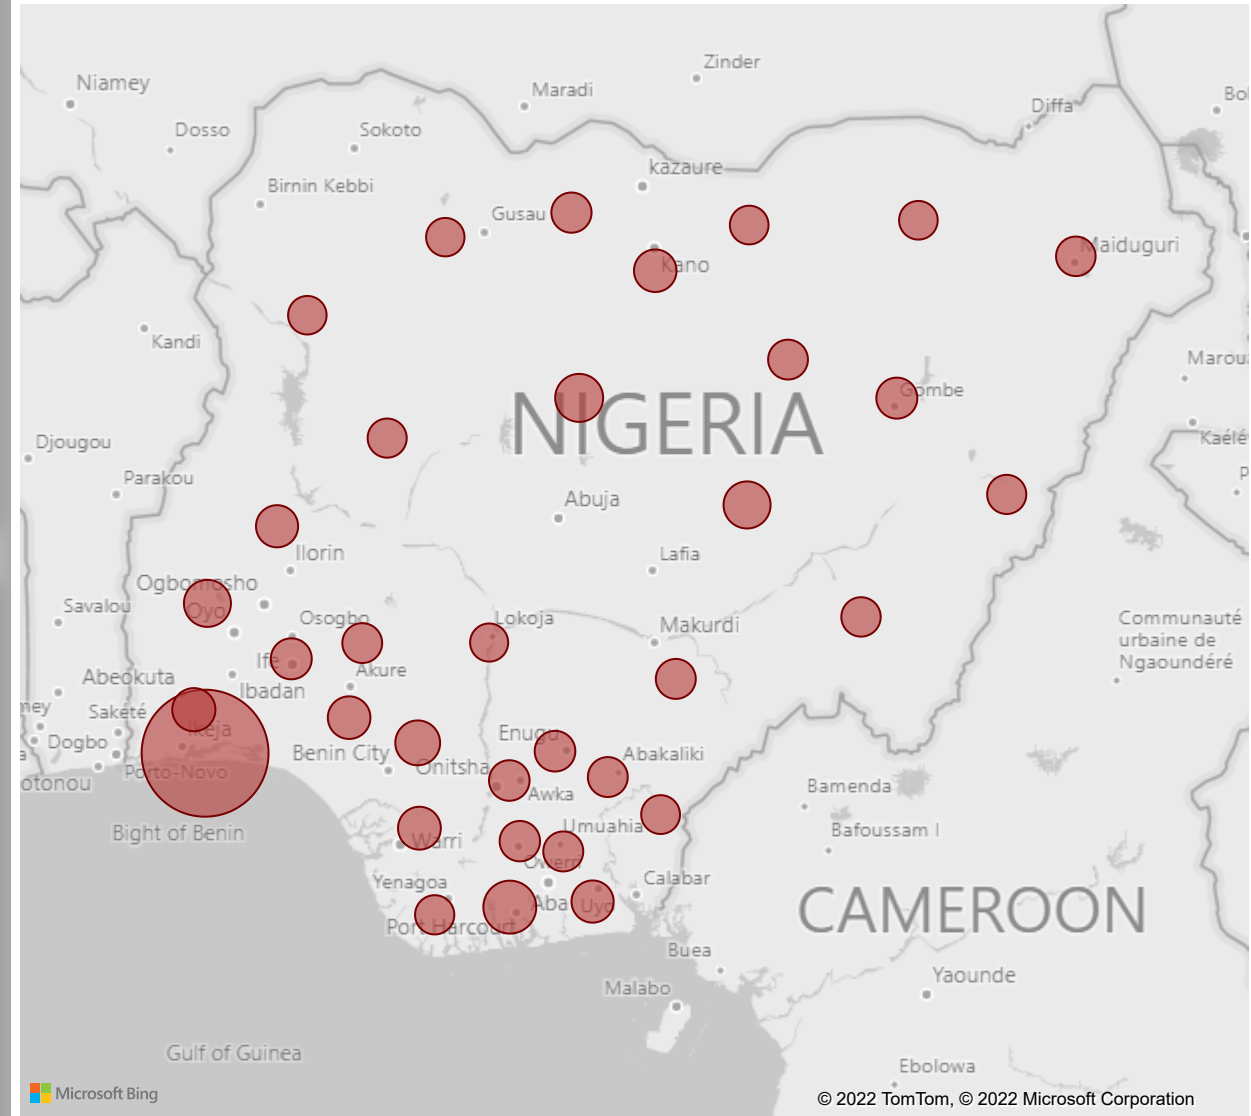 Zinder
Niamey
Maradi
Diffa
Dosso
Sokoto
kazaure
Birnin Kebbi
Gusau
Maiduguri
Kano
Kandi
Gombe
NIGERIA
Djougou
Parakou
Abuja
Ilorin
Lafia
Ogbomosho
Savalou
Oyo
Osogbo
Lokoja
Makurdi
Communauté
urbaine de
Ngaoundéré
Ife
Akure
Abeokuta
Ibadan
Sakété
Ikeja
Enugu
Dogbo
Benin City
Abakaliki
Onitsha
Porto-Novo
Awka
Bamenda
Bight of Benin
Warri
Umuahia
Bafoussam I
Owerri
Yenagoa
Calabar
Aba
Uyo
CAMEROON
Port Harcourt
Buea
Yaounde
Malabo
Gulf of Guinea
Ebolowa
Microsoft Bing
© 2022 TomTom, © 2022 Microsoft Corporation